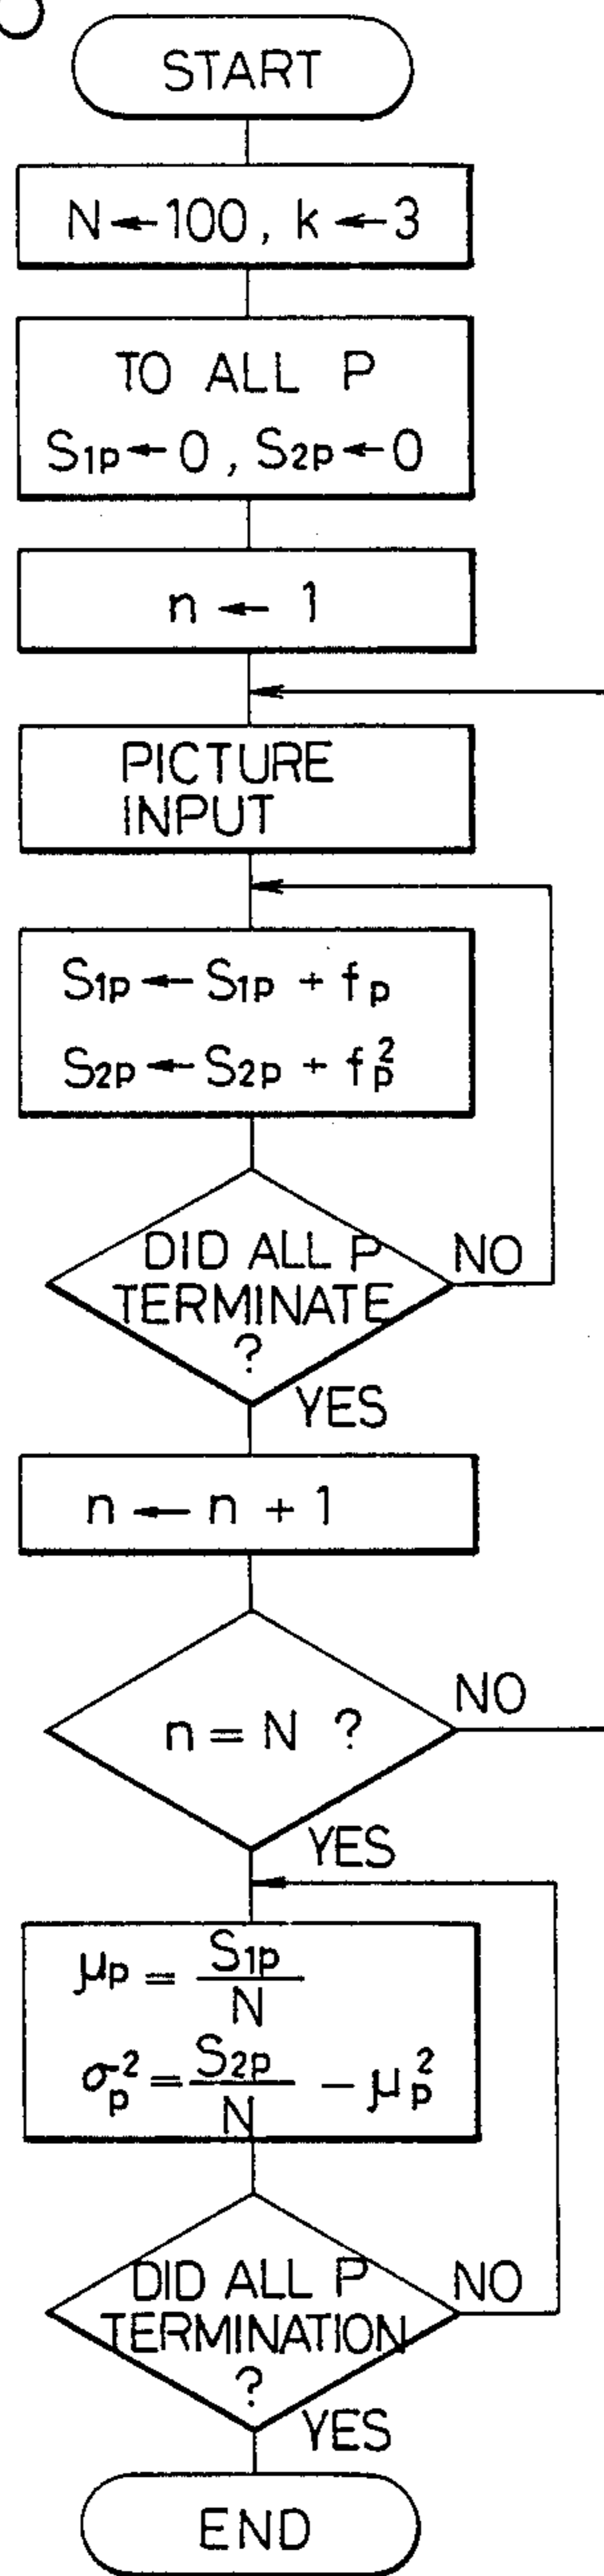 START
N ← 100, k ← 3
TO ALL P
S1p ← 0, S2p ← 0
n ← 1
PICTURE
INPUT
S1p ← S1p + fp
S2p ← S2p + fp²
DID ALL P
TERMINATE
?
NO
YES
n ← n + 1
n = N ?
NO
YES
μp = S1p / N
σp² = S2p / N − μp²
DID ALL P
TERMINATION
?
NO
YES
END